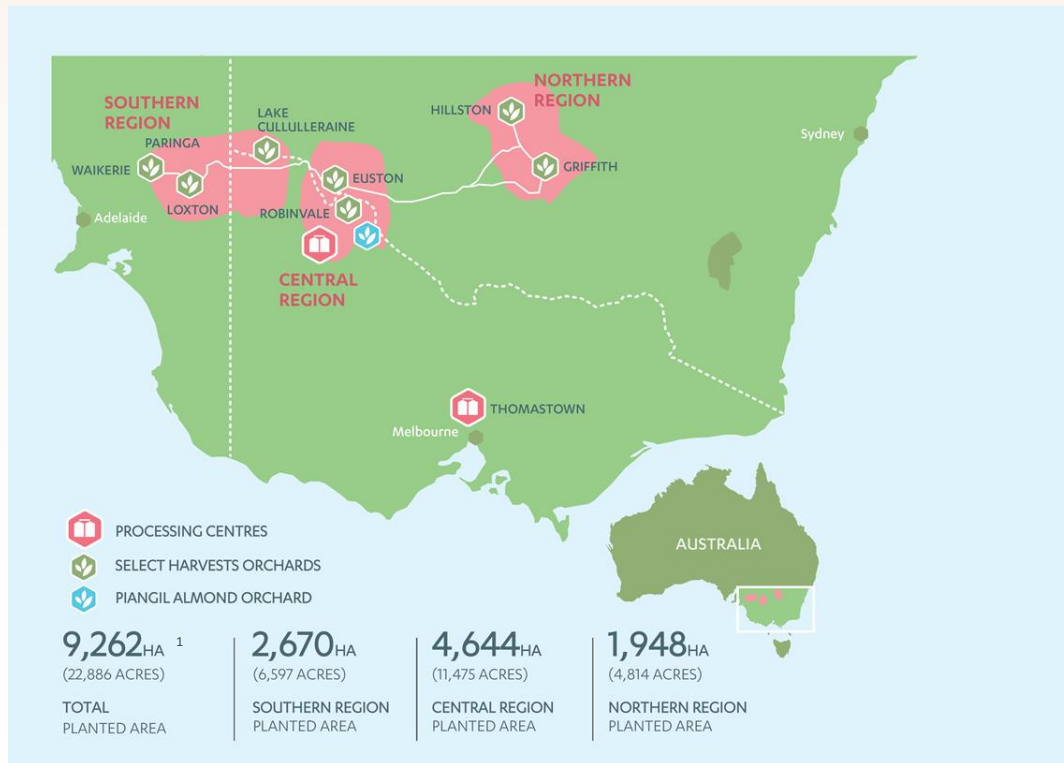 NORTHERN
REGION
SOUTHERN
REGION
LAKE
CULLULLERAINE
HILLSTON
Sydney
PARINGA
WAIKERIE
EUSTON
GRIFFITH
LOXTON
ROBINVALE
Adelaide
CENTRAL
REGION
THOMASTOWN
Melbourne
PROCESSING CENTRES
SELECT HARVESTS ORCHARDS
PIANGIL ALMOND ORCHARD
AUSTRALIA
9,262HA 1
(22,886 ACRES)
TOTAL
PLANTED AREA
2,670HA
(6,597 ACRES)
SOUTHERN REGION
PLANTED AREA
4,644HA
(11,475 ACRES)
CENTRAL REGION
PLANTED AREA
1,948HA
(4,814 ACRES)
NORTHERN REGION
PLANTED AREA